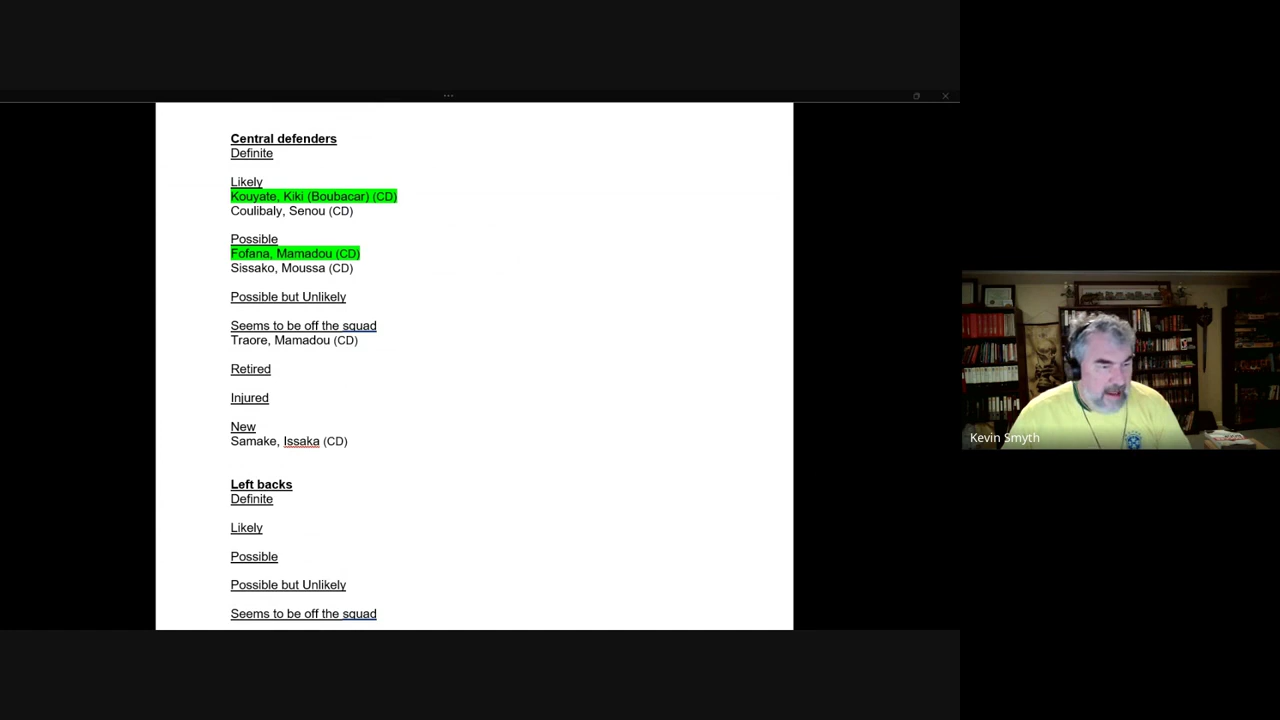 Central defenders
Definite
Likely
Kouyate, Kiki (Boubacar) (CD)
Coulibaly, Senou (CD)
Possible
Fofana, Mamadou (CD)
Sissako, Moussa (CD)
Possible but Unlikely
Seems to be off the squad
Traore, Mamadou (CD)
Retired
Injured
New
Samake, Issaka (CD)
Left backs
Definite
Likely
Possible
Possible but Unlikely
Seems to be off the squad
Kevin Smyth